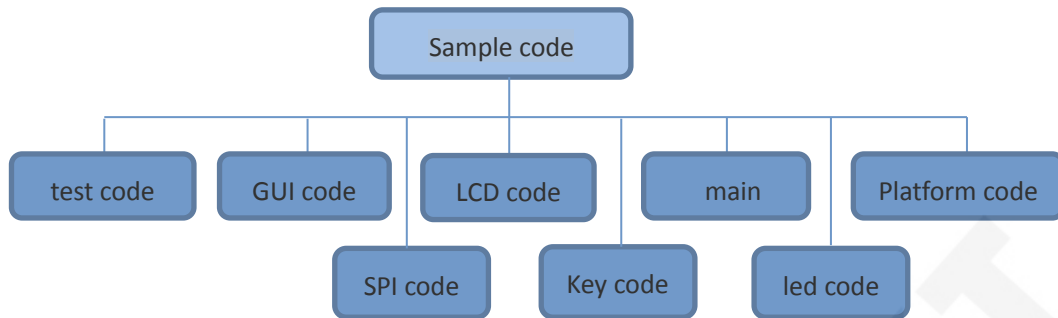 Sample code
test code
GUI code
LCD code
main
Platform code
SPI code
Key code
led code